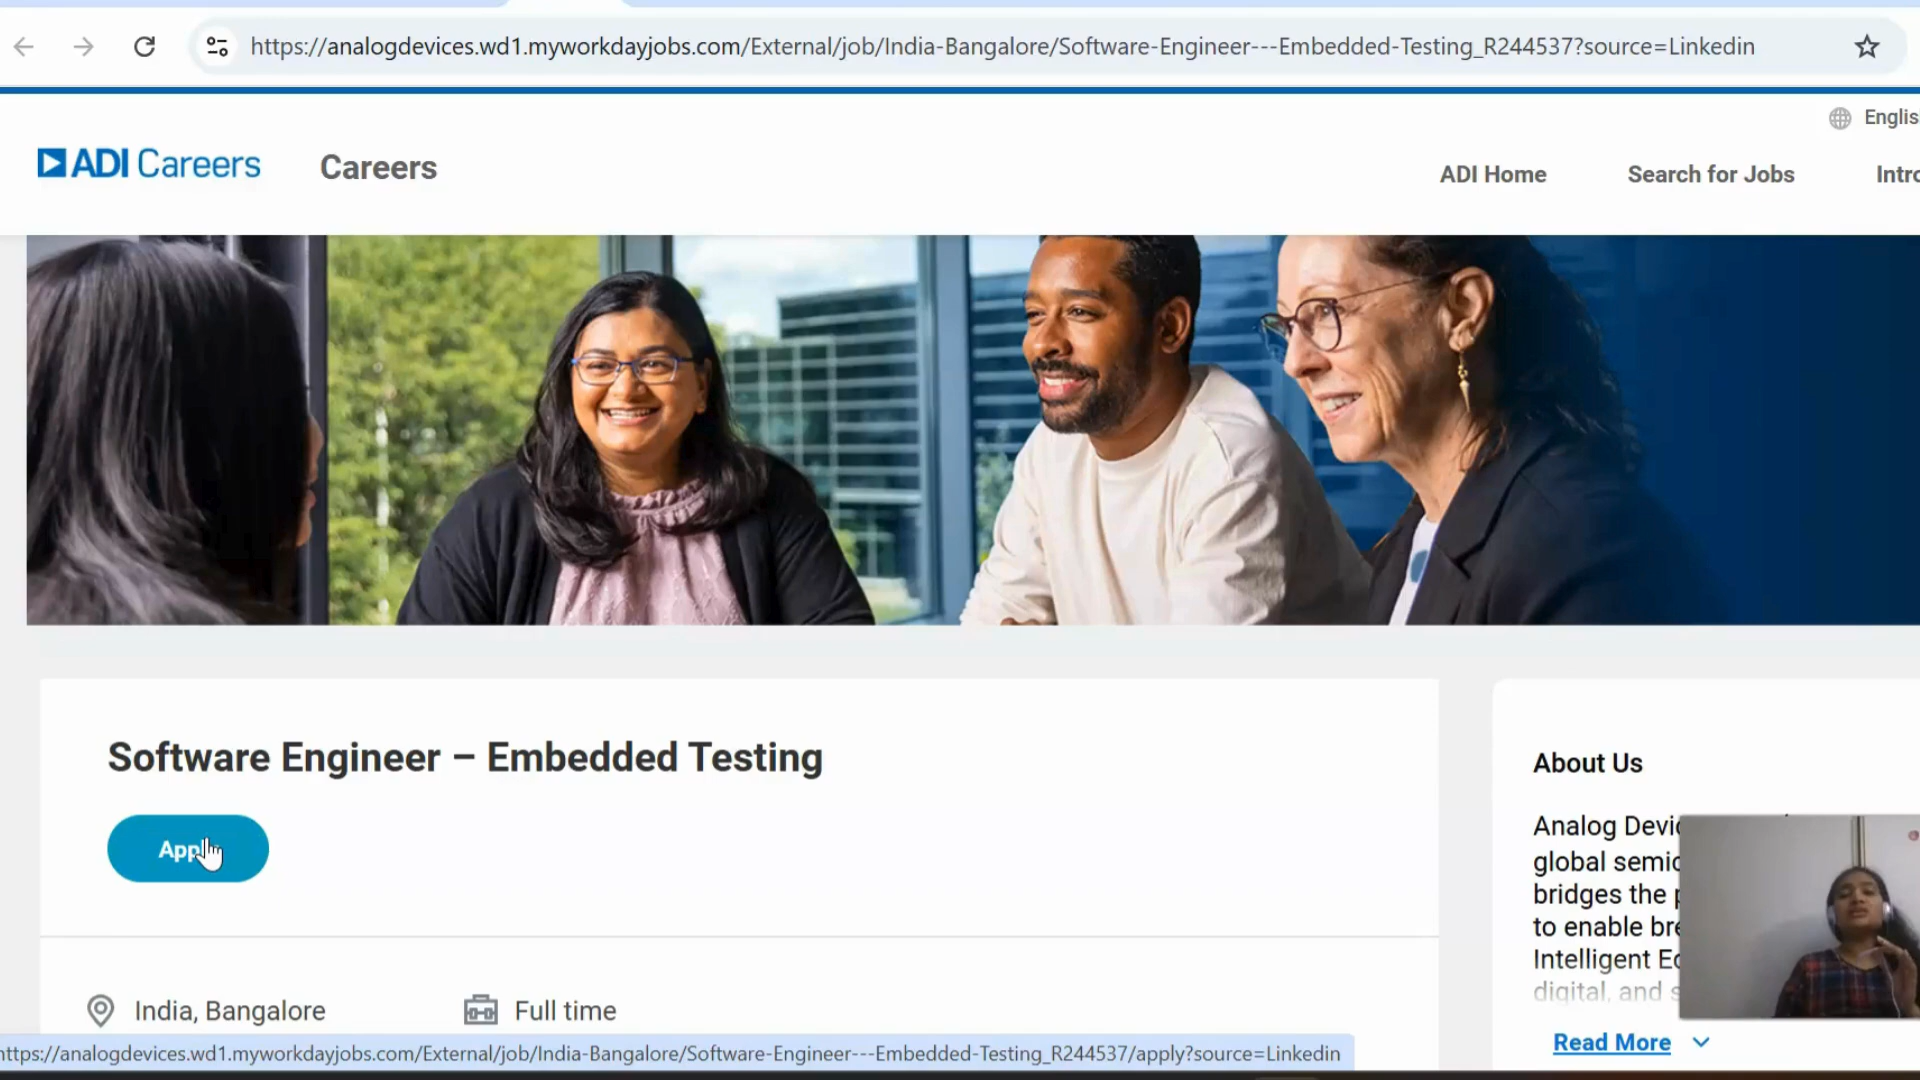 https://analogdevices.wd1.myworkdayjobs.com/External/job/India-Bangalore/Software-Engineer---Embedded-Testing_R244537?source=Linkedin
Englis
ADI Careers
Careers
ADI Home
Search for Jobs
Intro
Software Engineer – Embedded Testing
App
About Us
Analog Devi
global semic
bridges the p
to enable bre
Intelligent Ec
digital, and s
Read More
India, Bangalore
Full time
https://analogdevices.wd1.myworkdayjobs.com/External/job/India-Bangalore/Software-Engineer---Embedded-Testing_R244537/apply?source=Linkedin